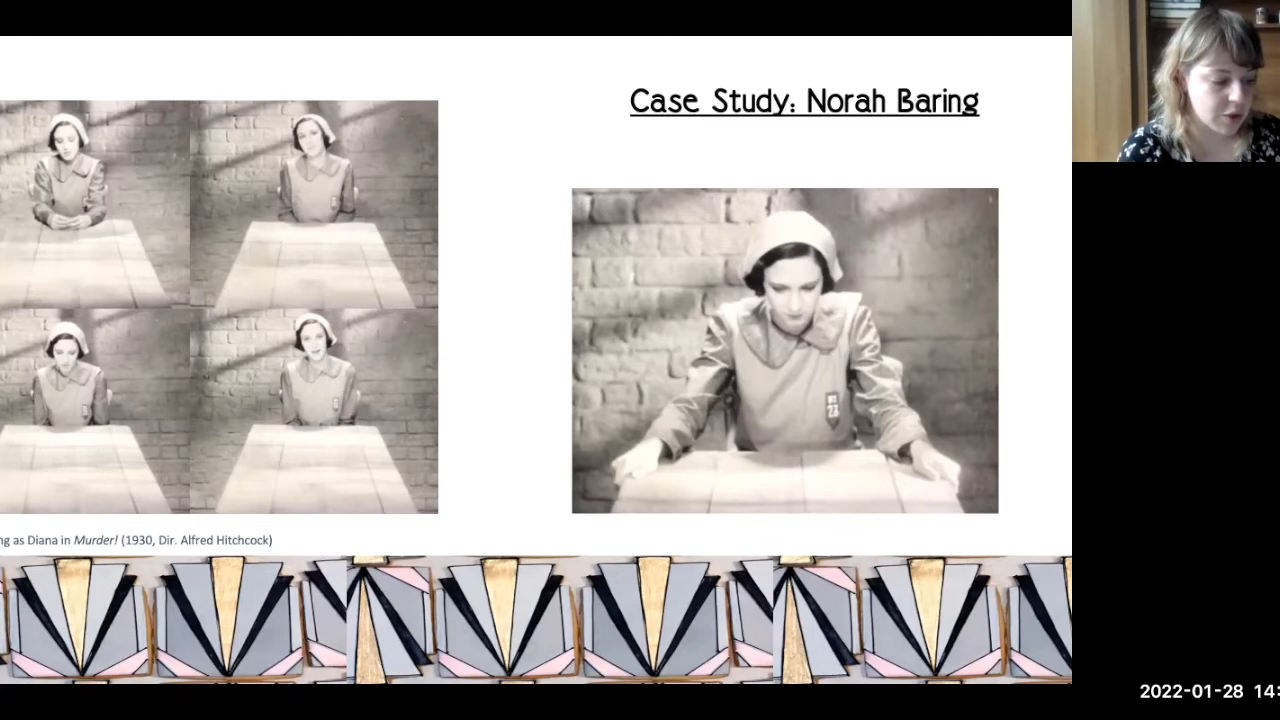 Case Study: Norah Baring
ng as Diana in Murder! (1930, Dir. Alfred Hitchcock)
2022-01-28 14: